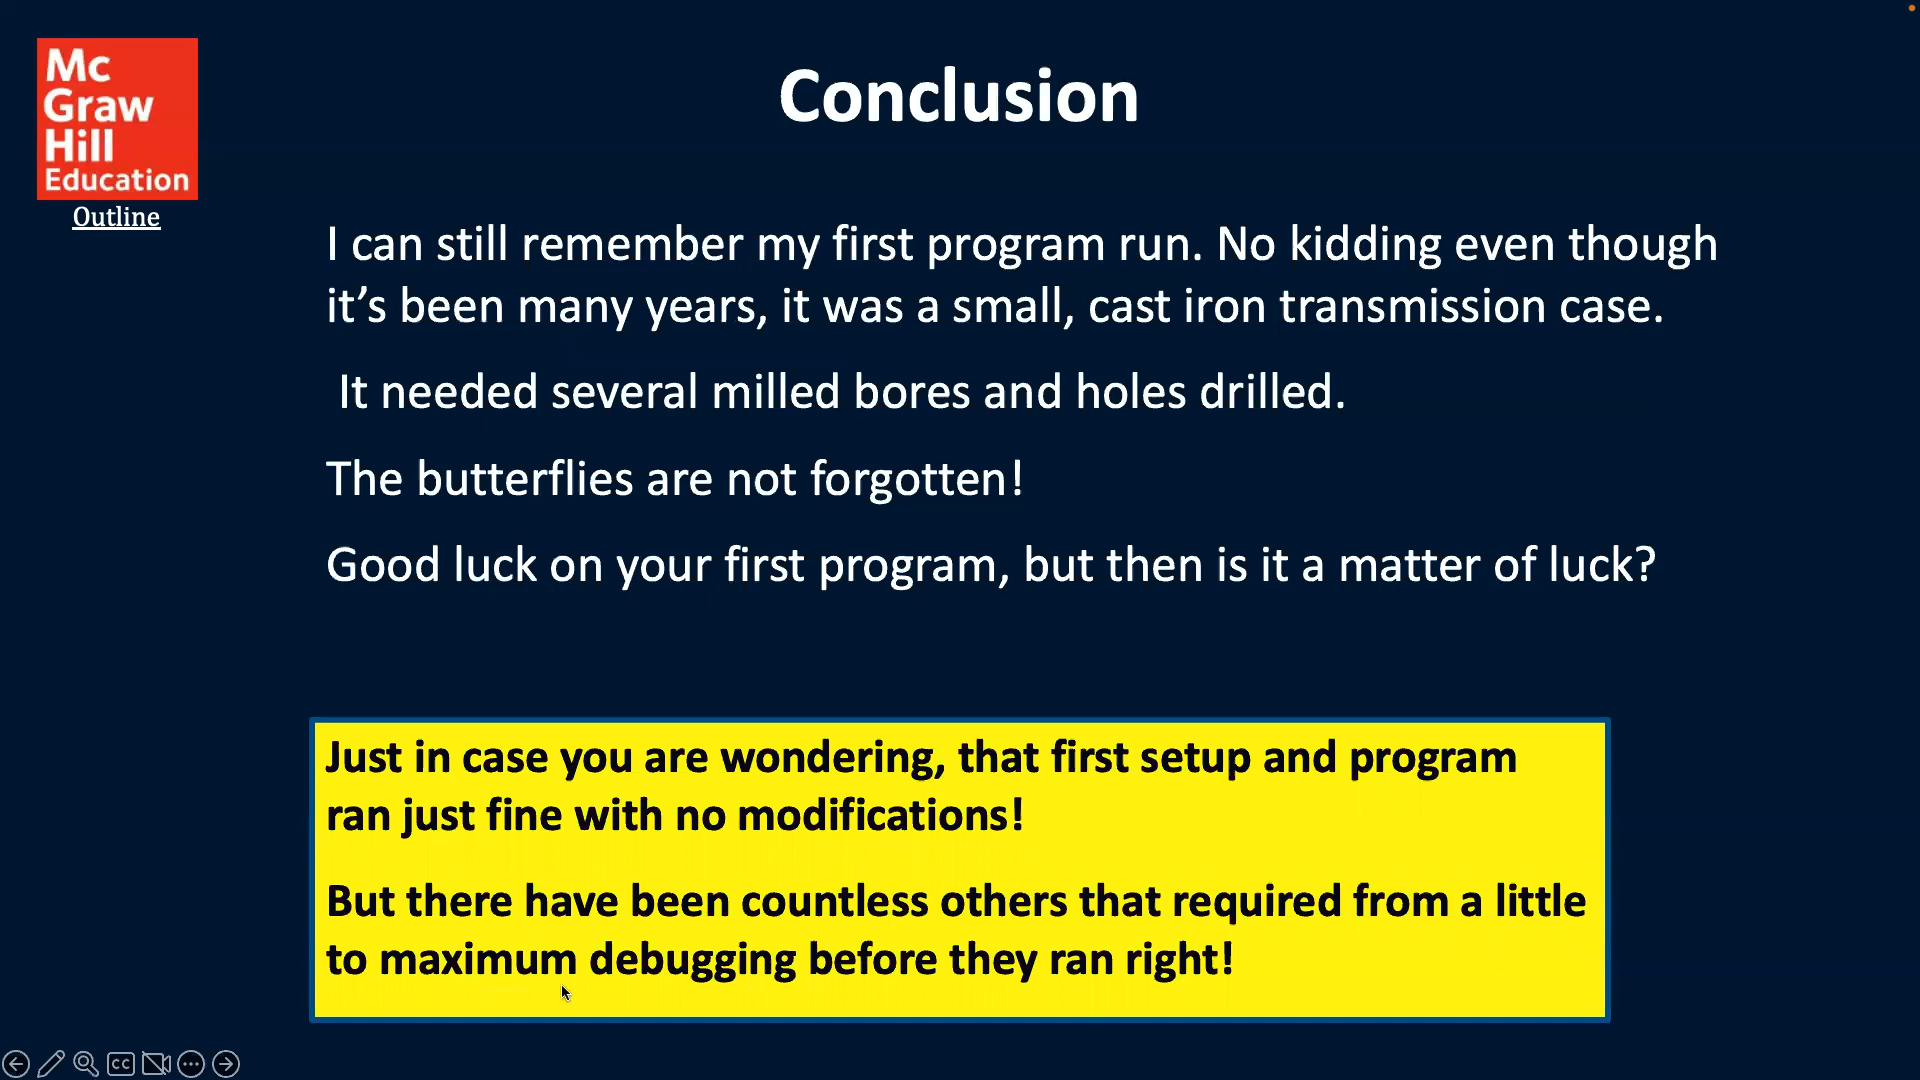 Mc
Graw
Hill
Education
Outline
Conclusion
I can still remember my first program run. No kidding even though
it’s been many years, it was a small, cast iron transmission case.
It needed several milled bores and holes drilled.
The butterflies are not forgotten!
Good luck on your first program, but then is it a matter of luck?
Just in case you are wondering, that first setup and program
ran just fine with no modifications!
But there have been countless others that required from a little
to maximum debugging before they ran right!
CC